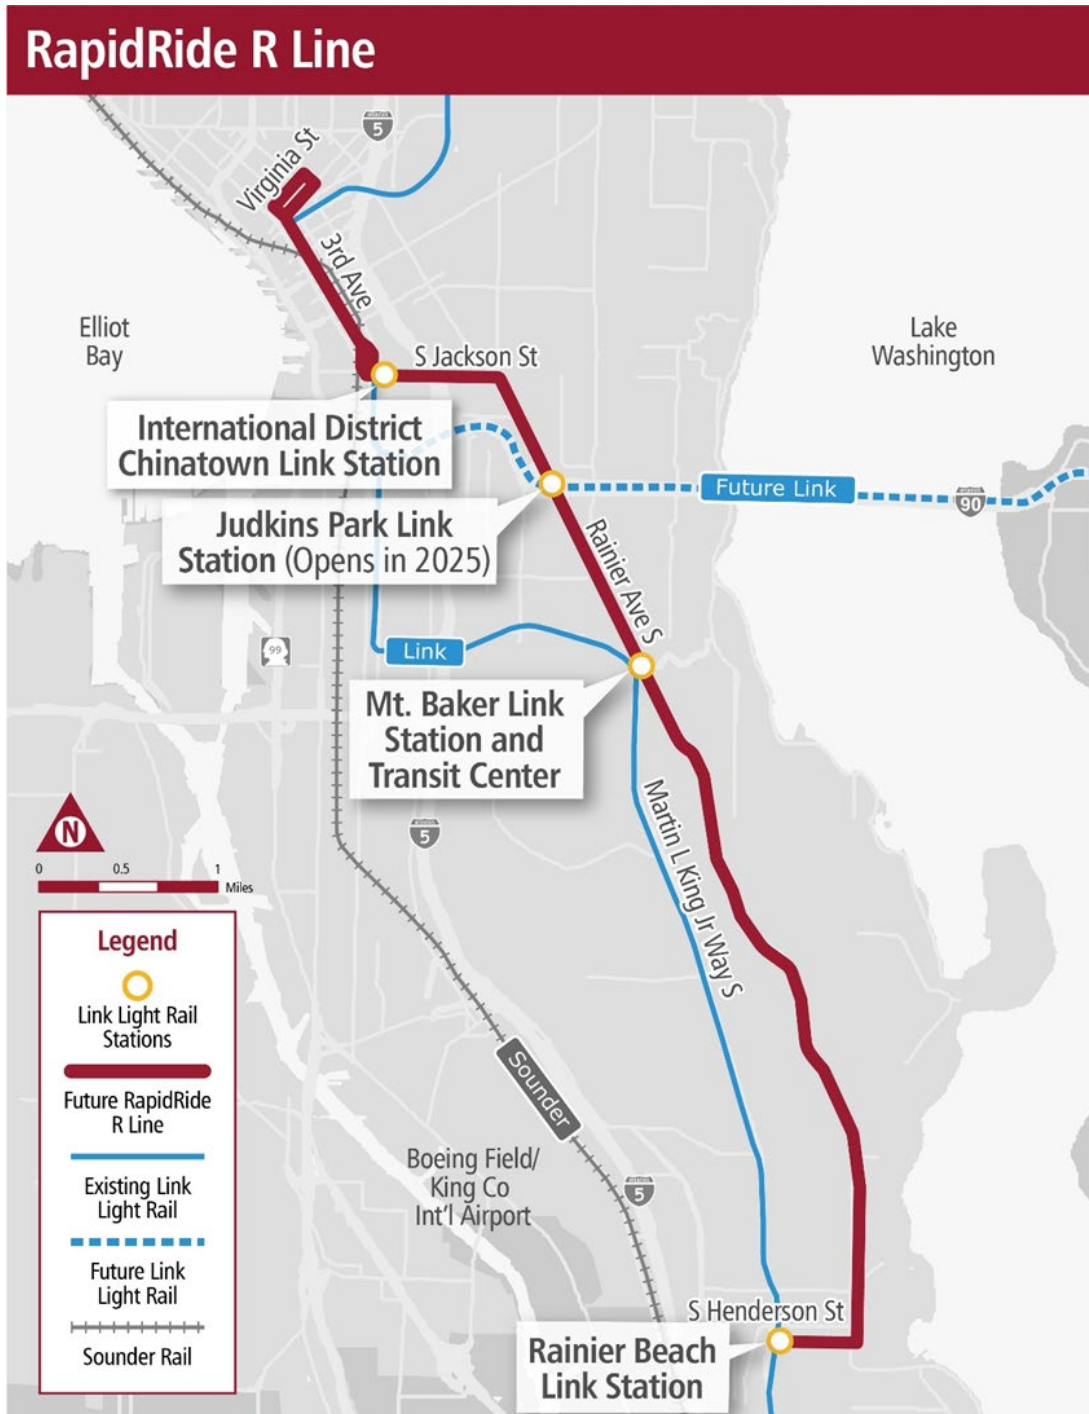 RapidRide R Line
5
Virginia St
3rd Ave
Elliot
Bay
S Jackson St
Lake
Washington
International District
Chinatown Link Station
Future Link
90
Judkins Park Link
Station (Opens in 2025)
Rainier Ave S
99
Link
Mt. Baker Link
Station and
Transit Center
Martin L King Jr Way S
N
5
0 0.5 1
Miles
Legend
Link Light Rail
Stations
Future RapidRide
R Line
Existing Link
Light Rail
Future Link
Light Rail
Sounder Rail
Sounder
Boeing Field/
King Co
Int'l Airport
5
S Henderson St
Rainier Beach
Link Station